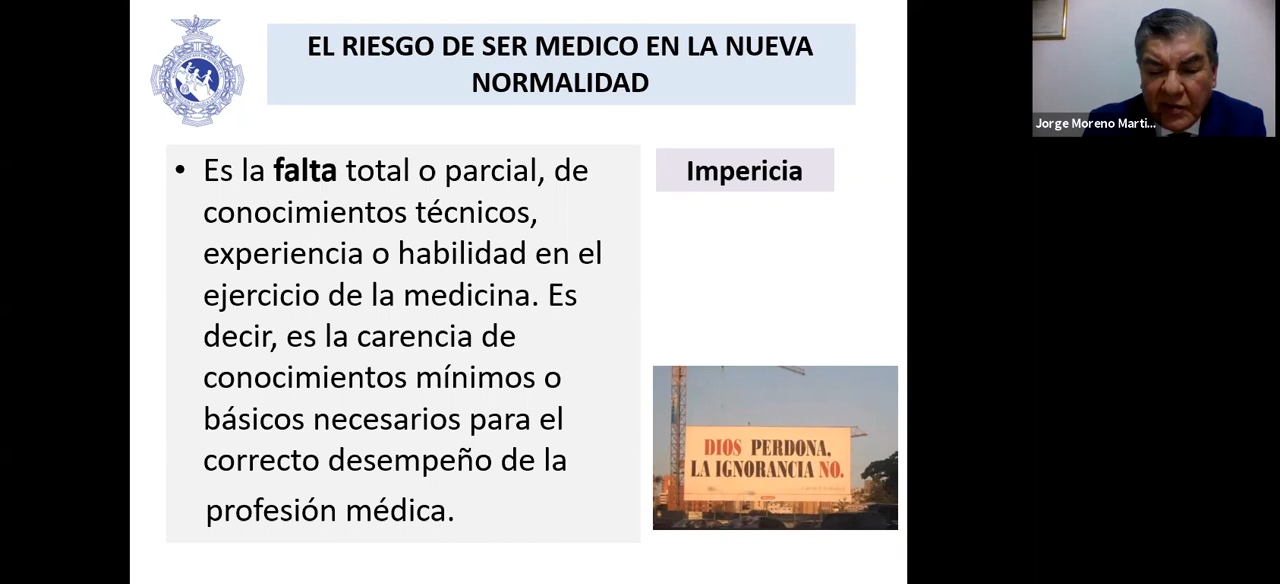 EL RIESGO DE SER MEDICO EN LA NUEVA
NORMALIDAD
• Es la falta total o parcial, de
conocimientos técnicos,
experiencia o habilidad en el
ejercicio de la medicina. Es
decir, es la carencia de
conocimientos mínimos o
básicos necesarios para el
correcto desempeño de la
profesión médica.
Impericia
DIOS PERDONA.
LA IGNORANCIA NO.
Jorge Moreno Marti...